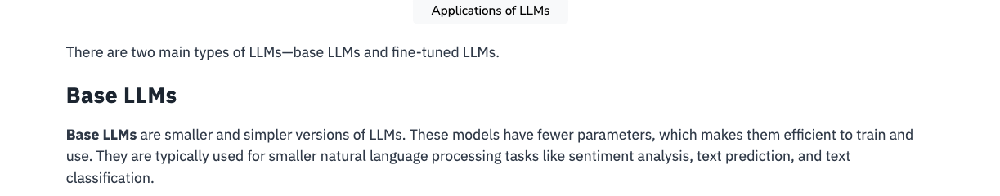 Applications of LLMs
There are two main types of LLMs—base LLMs and fine-tuned LLMs.
Base LLMs
Base LLMs are smaller and simpler versions of LLMs. These models have fewer parameters, which makes them efficient to train and
use. They are typically used for smaller natural language processing tasks like sentiment analysis, text prediction, and text
classification.